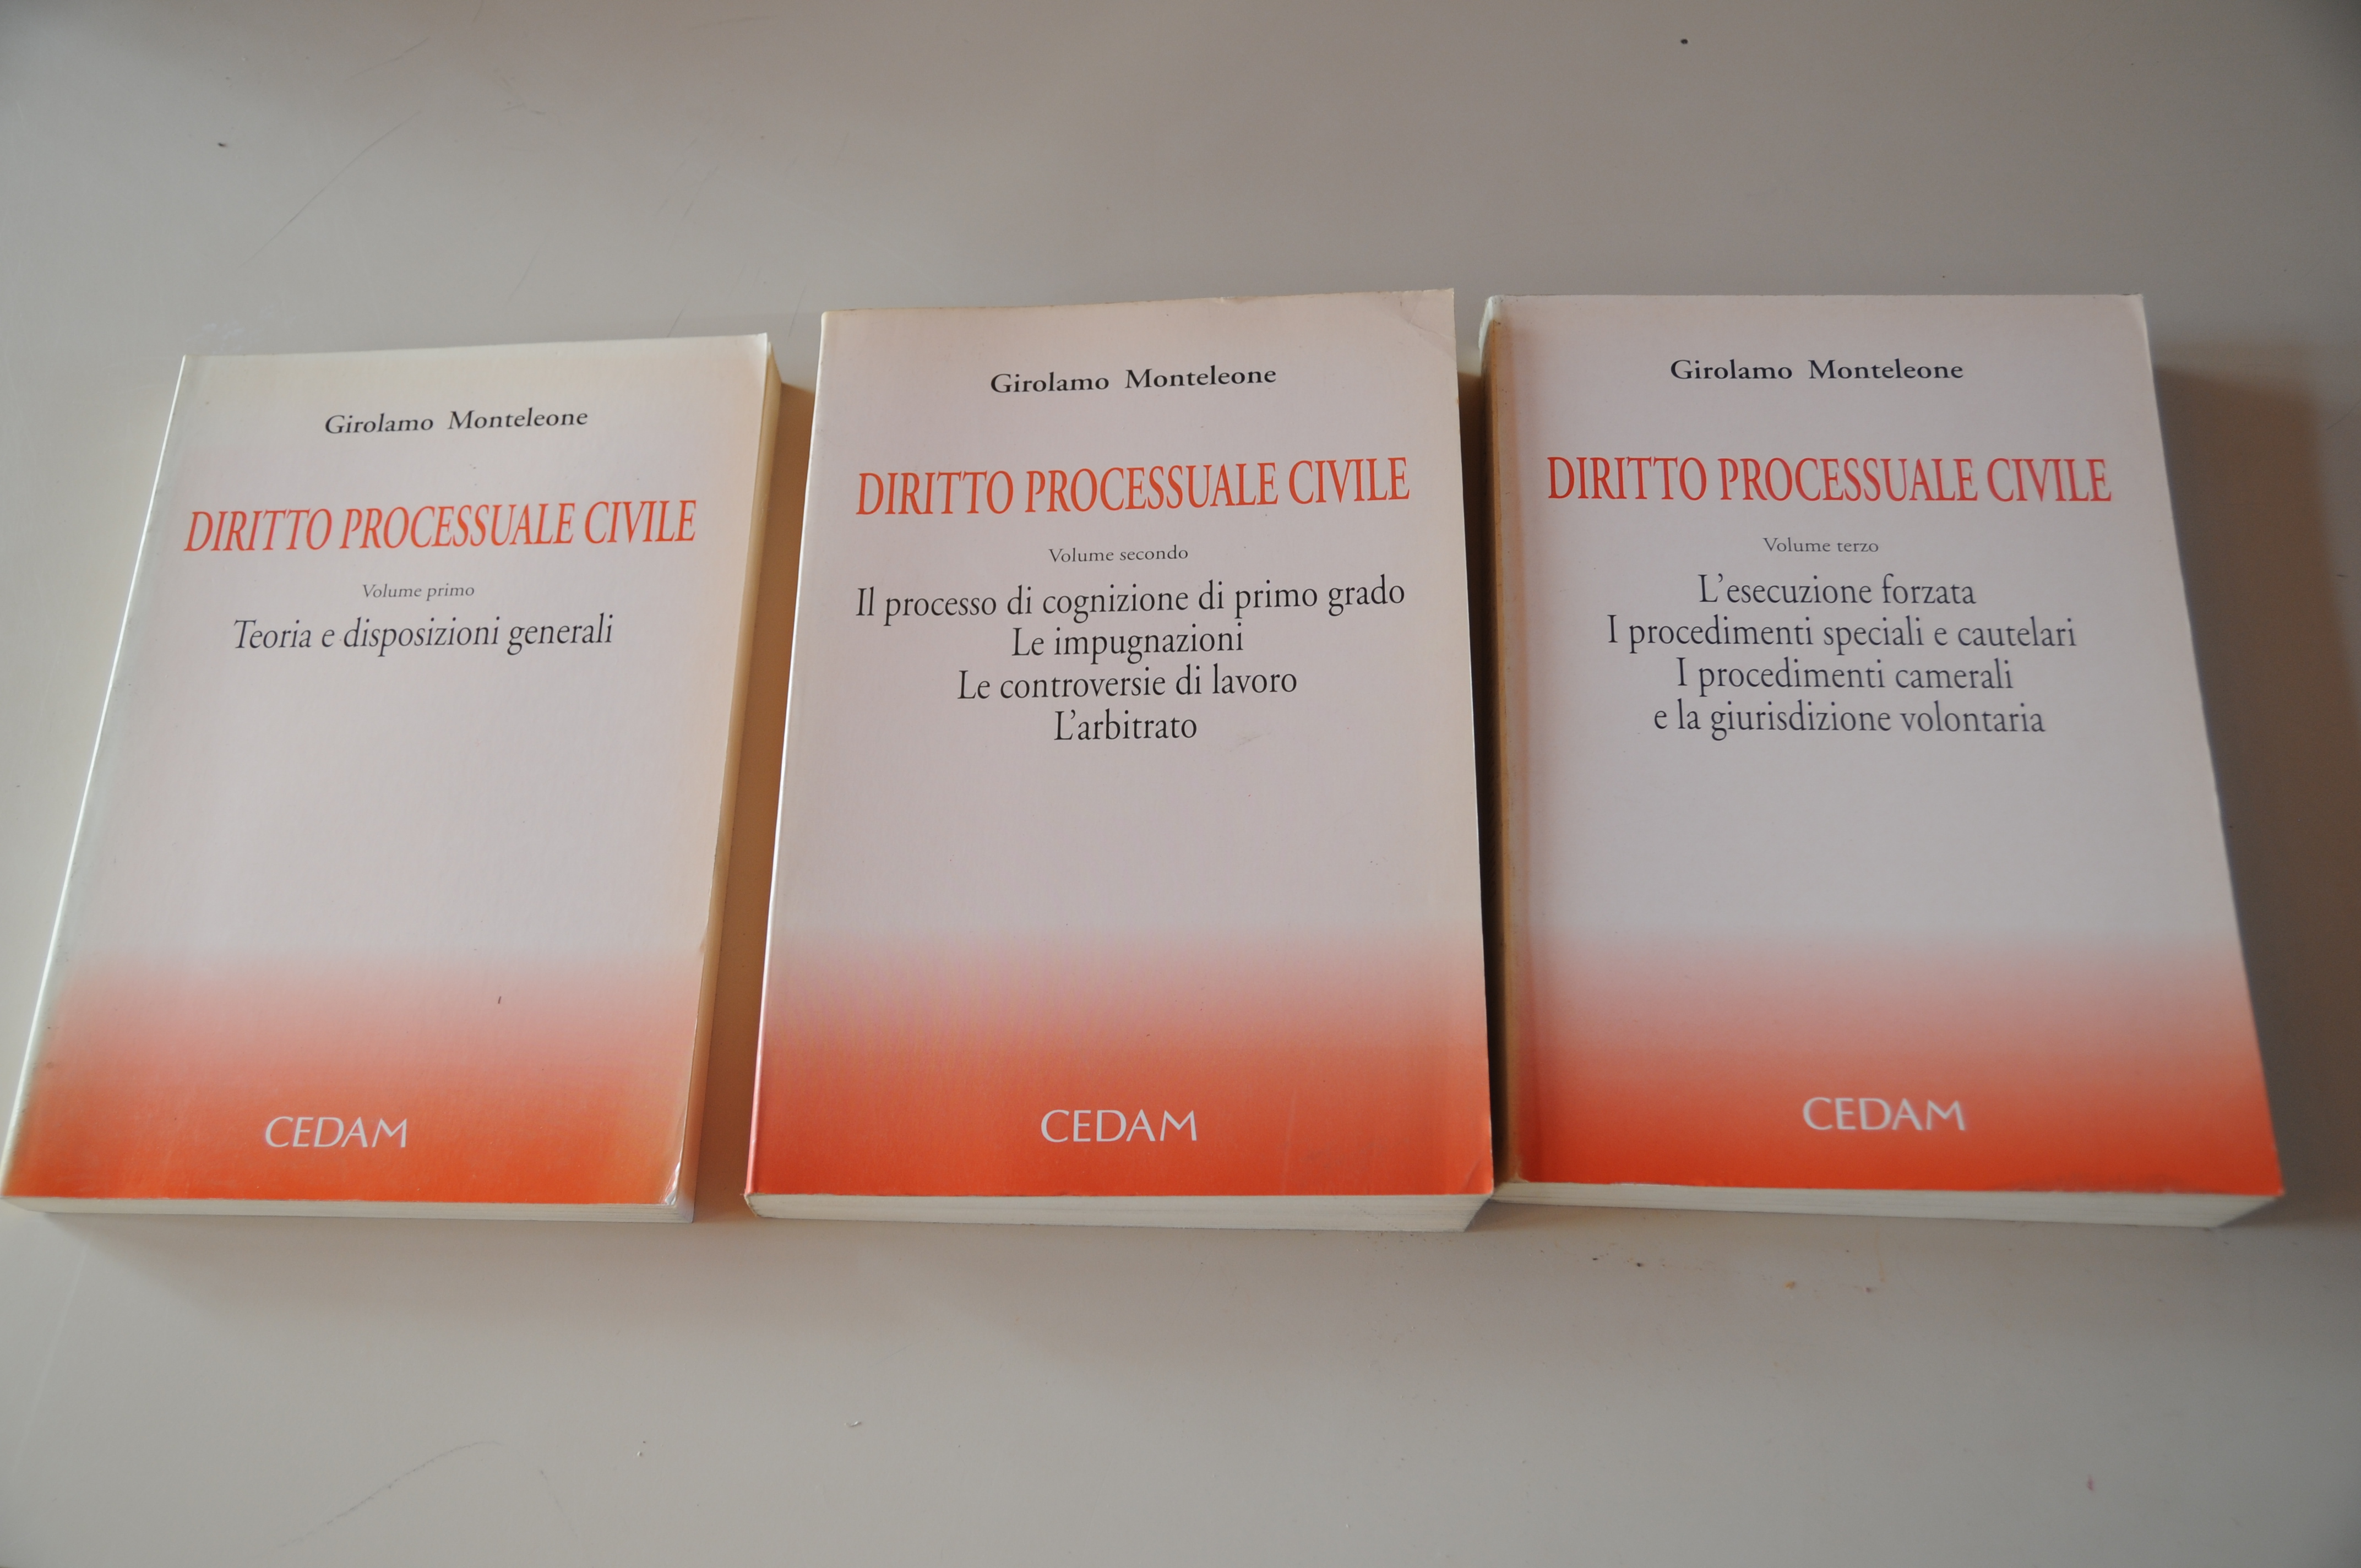 Girolamo Monteleone
DIRITTO PROCESSUALE CIVILE
Volume primo
Teoria e disposizioni generali
CEDAM
Girolamo Monteleone
DIRITTO PROCESSUALE CIVILE
Volume secondo
Il processo di cognizione di primo grado
Le impugnazioni
Le controversie di lavoro
L'arbitrato
CEDAM
Girolamo Monteleone
DIRITTO PROCESSUALE CIVILE
Volume terzo
L'esecuzione forzata
I procedimenti speciali e cautelari
I procedimenti camerali
e la giurisdizione volontaria
CEDAM